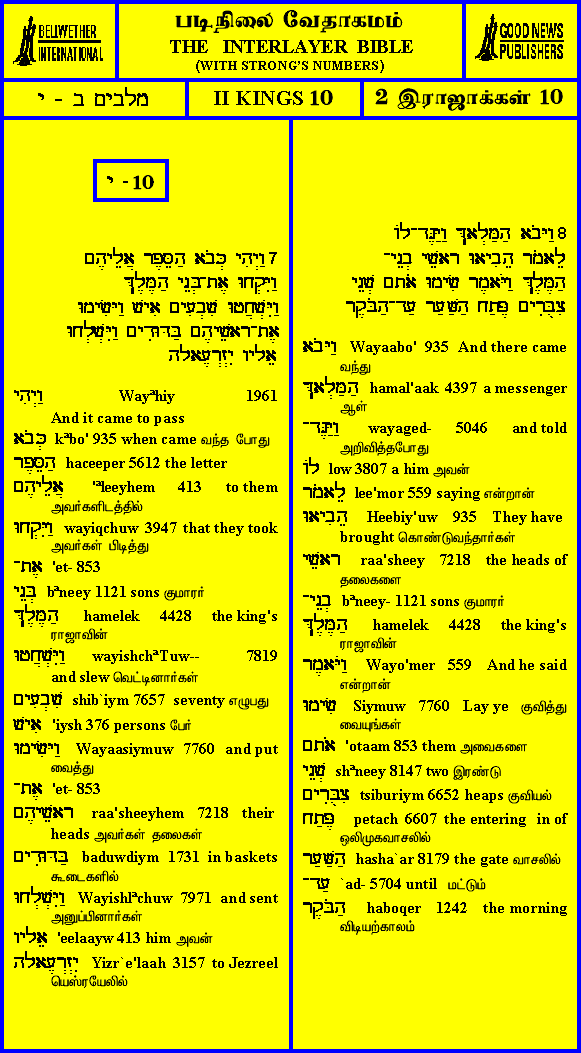 BELLWETHER
INTERNATIONAL
படிநிலை வேதாகமம்
THE INTERLAYER BIBLE
(WITH STRONG'S NUMBERS)
GOOD NEWS
PUBLISHERS
מלבים ב - י
II KINGS 10
2 இராஜாக்கள் 10
י - 10
7 וַיְהִי כְּבֹא הַסֵּפֶר אֲלֵיהֶם
וַיִּקְחוּ אֶת־בְּנֵי הַמֶּלֶךְ
וַיִּשְׁחֲטוּ שִׁבְעִים אִישׁ וַיָּשִׂימוּ
אֶת־רָאשֵׁיהֶם בַּדּוּדִים וַיִּשְׁלְחוּ
אֵלָיו יִזְרְעֶאלָה
וַיְהִי Wayªhiy 1961
And it came to pass
כְּבֹא kªbo' 935 when came வந்த போது
הַסֵּפֶר haceeper 5612 the letter
אֲלֵיהֶם 'ªleeyhem 413 to them
அவர்களிடத்தில்
וַיִּקְחוּ wayiqchuw 3947 that they took
அவர்கள் பிடித்து
אֶת־ 'et- 853
בְּנֵי bªneey 1121 sons குமாரர்
הַמֶּלֶךְ hamelek 4428 the king's
ராஜாவின்
וַיִּשְׁחֲטוּ wayishchªTuw-- 7819
and slew வெட்டினார்கள்
שִׁבְעִים shib`iym 7657 seventy எழுபது
אִישׁ 'iysh 376 persons பேர்
וַיָּשִׂימוּ Wayaasiymuw 7760 and put
வைத்து
אֶת־ 'et- 853
רָאשֵׁיהֶם raa'sheeyhem 7218 their
heads அவர்கள் தலைகள்
בַּדּוּדִים baduwdiym 1731 in baskets
கூடைகளில்
וַיִּשְׁלְחוּ Wayishlªchuw 7971 and sent
அனுப்பினார்கள்
אֵלָיו 'eelaayw 413 him அவன்
יִזְרְעֶאלָה Yizr`e'laah 3157 to Jezreel
யெஸ்ரயேலில்
8 וַיָּבֹא הַמַּלְאָךְ וַיַּגֶּד־לוֹ
לֵאמֹר הֵבִיאוּ רָאשֵׁי בְנֵי־
הַמֶּלֶךְ וַיֹּאמֶר שִׂימוּ אֹתָם שְׁנֵי
צִבֻּרִים פֶּתַח הַשַּׁעַר עַד־הַבֹּקֶר
וַיָּבֹא Wayaabo' 935 And there came
வந்து
הַמַּלְאָךְ hamal'aak 4397 a messenger
ஆள்
וַיַּגֶּד־ wayaged- 5046 and told
அறிவித்தபோது
לוֹ low 3807 a him அவன்
לֵאמֹר lee'mor 559 saying என்றான்
הֵבִיאוּ Heebiy'uw 935 They have
brought கொண்டுவந்தார்கள்
רָאשֵׁי raa'sheey 7218 the heads of
தலைகளை
בְנֵי־ bªneey- 1121 sons குமாரர்
הַמֶּלֶךְ hamelek 4428 the king's
ராஜாவின்
וַיֹּאמֶר Wayo'mer 559 And he said
என்றான்
שִׂימוּ Siymuw 7760 Lay ye குவித்து
வையுங்கள்
אֹתָם 'otaam 853 them அவைகளை
שְׁנֵי shªneey 8147 two இரண்டு
צִבֻּרִים tsiburiym 6652 heaps குவியல்
פֶּתַח petach 6607 the entering in of
ஒலிமுகவாசலில்
הַשַּׁעַר hasha`ar 8179 the gate வாசலில்
עַד־ `ad- 5704 until மட்டும்
הַבֹּקֶר haboqer 1242 the morning
விடியற்காலம்